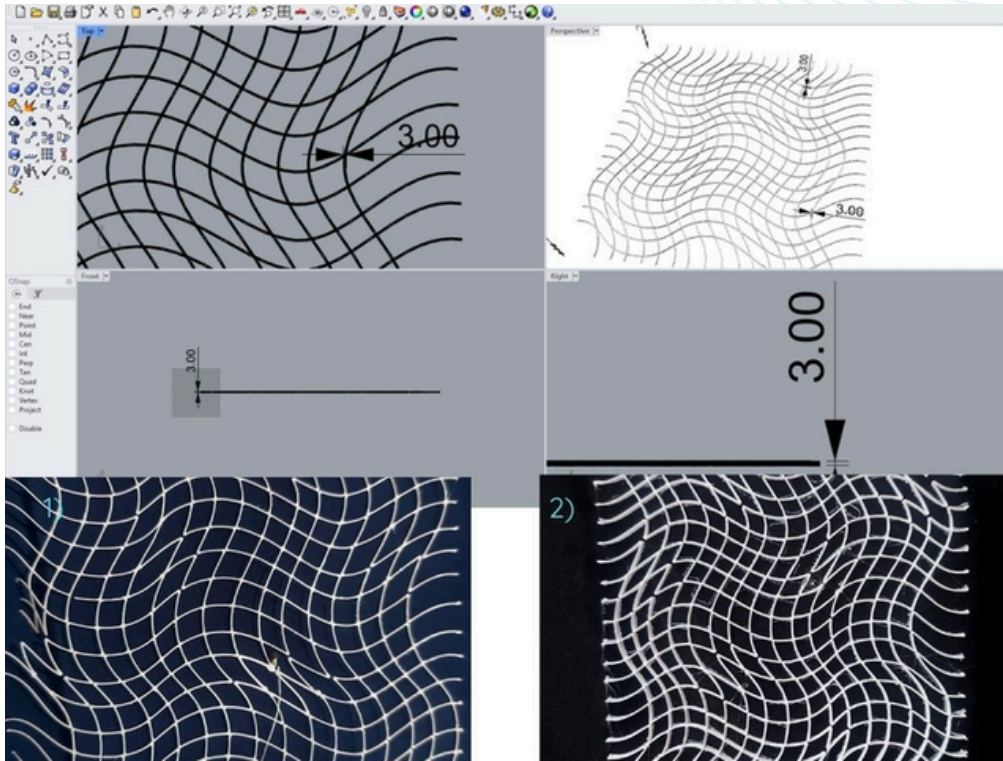 Top
Perspective
3.00
3.00
3.00
Front
Right
3.00
3.00
OSnap
End
Near
Point
Mid
Cen
Int
Perp
Tan
Quad
Knot
Vertex
Project
Disable
1)
2)